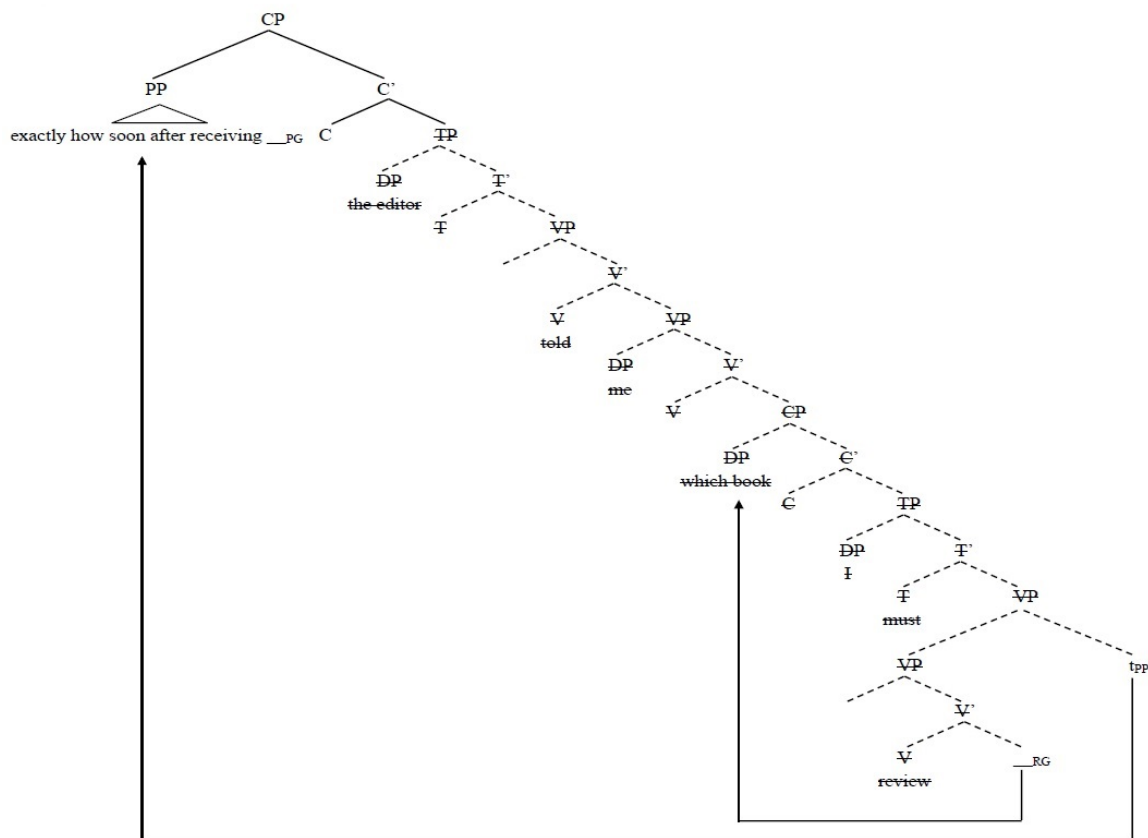 CP
PP C'
exactly how soon after receiving __PG C TP
DP T'
the editor
T VP
V'
V VP
told
DP V'
me
V CP
DP C'
which book
C TP
DP T'
I
T VP
must
VP tPP
V'
V __RG
review